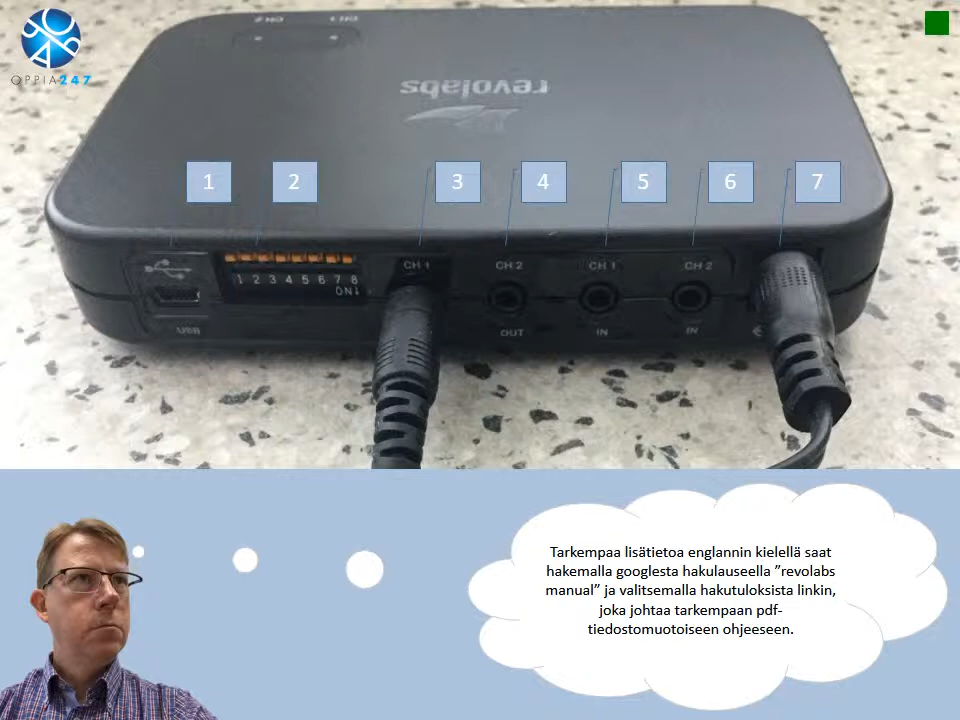 CH 2
CH 1
revolabs
OPPIA247
1
2
3
4
5
6
7
CH 1
CH 2
CH 1
CH 2
1 2 3 4 5 6 7 8
ON
USB
OUT
IN
IN
Tarkempaa lisätietoa englannin kielellä saat
hakemalla googlesta hakulauseella ”revolabs
manual” ja valitsemalla hakutuloksista linkin,
joka johtaa tarkempaan pdf-
tiedostomuotoiseen ohjeeseen.